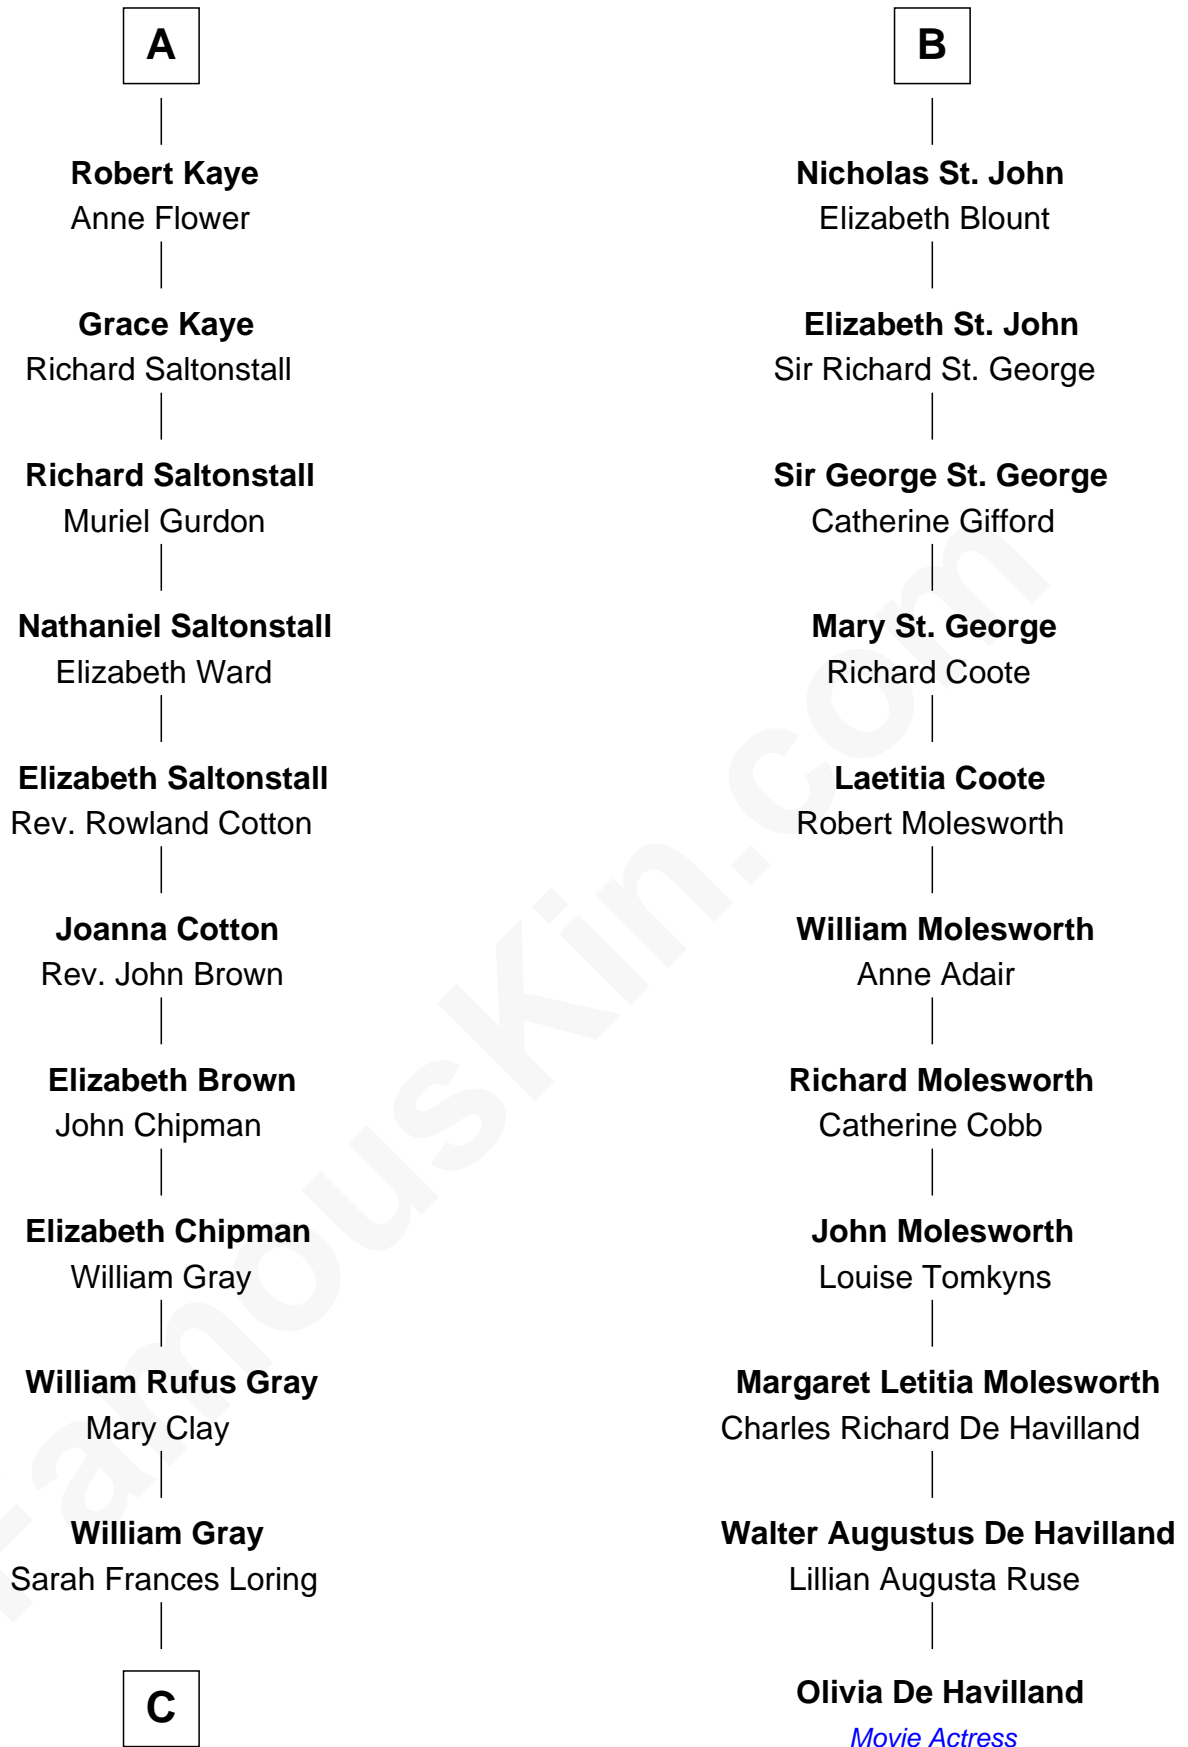 A
Robert Kaye
Anne Flower
Grace Kaye
Richard Saltonstall
Richard Saltonstall
Muriel Gurdon
Nathaniel Saltonstall
Elizabeth Ward
Elizabeth Saltonstall
Rev. Rowland Cotton
Joanna Cotton
Rev. John Brown
Elizabeth Brown
John Chipman
Elizabeth Chipman
William Gray
William Rufus Gray
Mary Clay
William Gray
Sarah Frances Loring
C
B
Nicholas St. John
Elizabeth Blount
Elizabeth St. John
Sir Richard St. George
Sir George St. George
Catherine Gifford
Mary St. George
Richard Coote
Laetitia Coote
Robert Molesworth
William Molesworth
Anne Adair
Richard Molesworth
Catherine Cobb
John Molesworth
Louise Tomkyns
Margaret Letitia Molesworth
Charles Richard De Havilland
Walter Augustus De Havilland
Lillian Augusta Ruse
Olivia De Havilland
Movie Actress
FamousKin.com